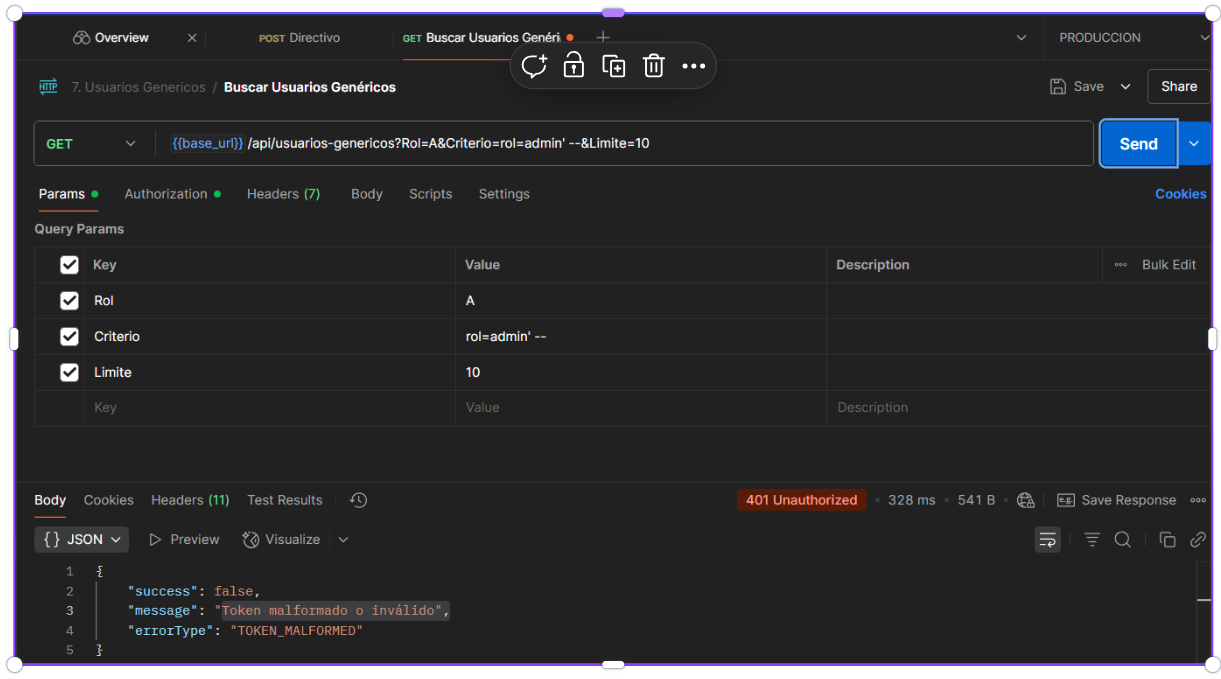 Overview
POST Directivo
GET Buscar Usuarios Genéri
PRODUCCION
HTTP 7. Usuarios Genericos / Buscar Usuarios Genéricos
Save
Share
GET
{{base_url}} /api/usuarios-genericos?Rol=A&Criterio=rol=admin' --&Limite=10
Send
Params Authorization Headers (7) Body Scripts Settings Cookies
Query Params
Key Value Description Bulk Edit
Rol A
Criterio rol=admin' --
Limite 10
Key Value Description
Body Cookies Headers (11) Test Results 401 Unauthorized • 328 ms • 541 B e.g. Save Response
{} JSON Preview Visualize
1 {
2 "success": false,
3 "message": "Token malformado o inválido",
4 "errorType": "TOKEN_MALFORMED"
5 }